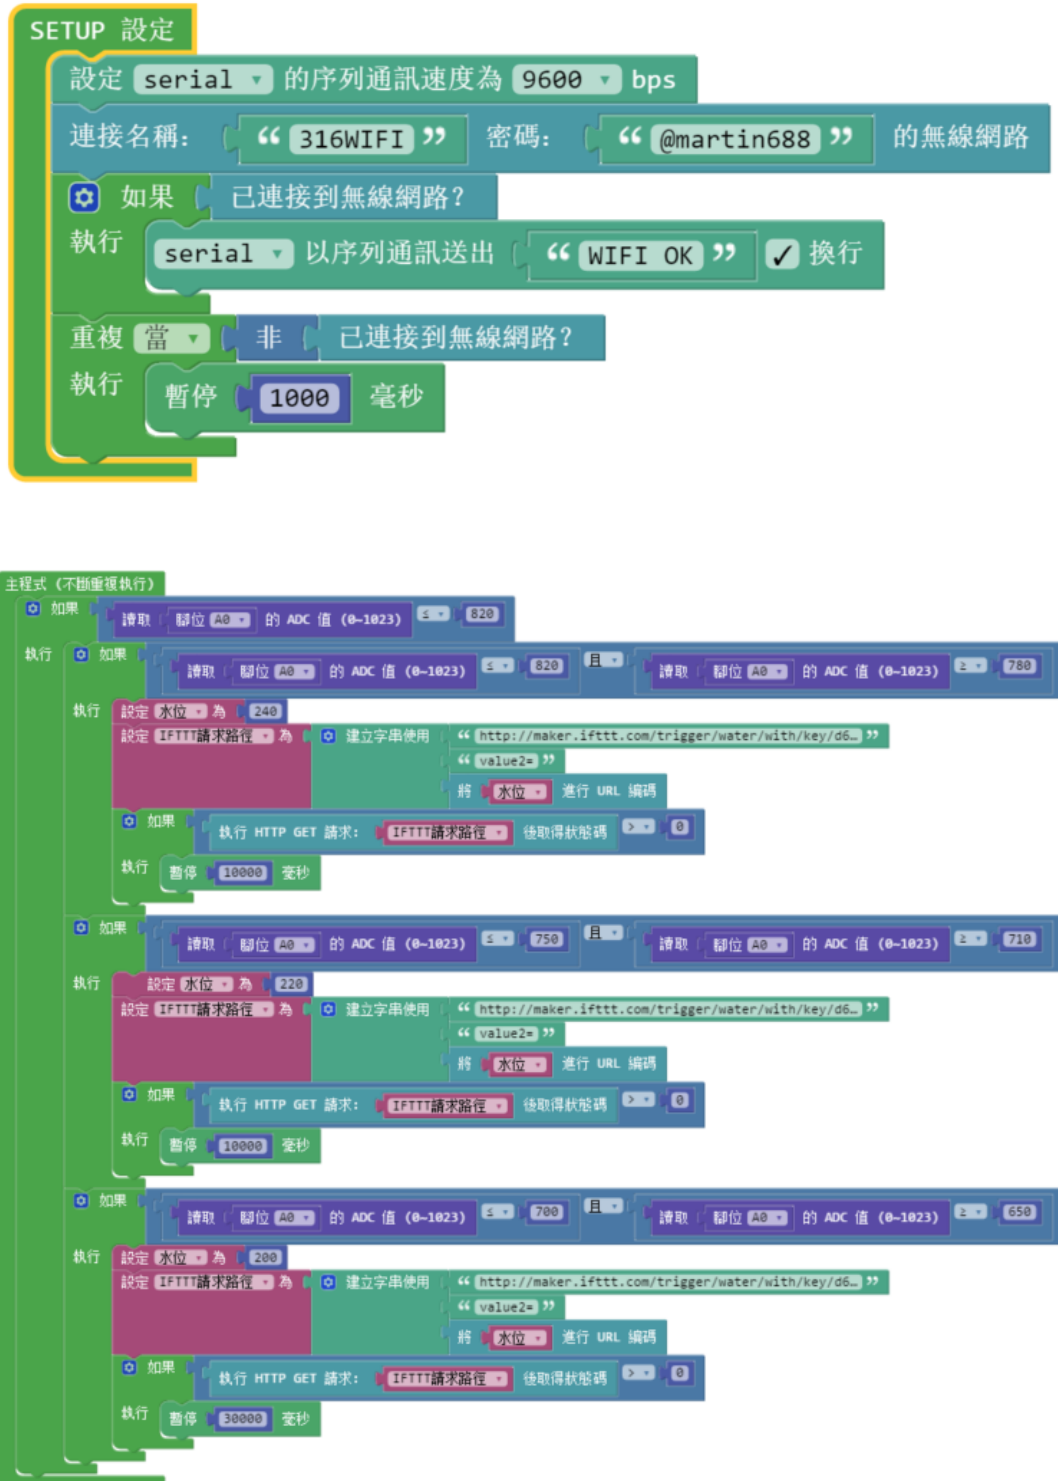 SETUP 設定
設定 serial 的序列通訊速度為 9600 bps
連接名稱: “ 316WIFI ” 密碼: “ @martin688 ” 的無線網路
如果 已連接到無線網路?
執行 serial 以序列通訊送出 “ WIFI OK ” ✓ 換行
重複 當 非 已連接到無線網路?
執行 暫停 1000 毫秒
主程式 (不斷重複執行)
如果 讀取 腳位 A0 的 ADC 值 (0~1023) ≤ 820
執行 如果 讀取 腳位 A0 的 ADC 值 (0~1023) ≤ 820 且 讀取 腳位 A0 的 ADC 值 (0~1023) ≥ 780
執行 設定 水位 為 240
設定 IFTTT請求路徑 為 建立字串使用 “ http://maker.ifttt.com/trigger/water/with/key/d6… ”
“ value2= ”
將 水位 進行 URL 編碼
如果 執行 HTTP GET 請求: IFTTT請求路徑 後取得狀態碼 > 0
執行 暫停 10000 毫秒
如果 讀取 腳位 A0 的 ADC 值 (0~1023) ≤ 750 且 讀取 腳位 A0 的 ADC 值 (0~1023) ≥ 710
執行 設定 水位 為 220
設定 IFTTT請求路徑 為 建立字串使用 “ http://maker.ifttt.com/trigger/water/with/key/d6… ”
“ value2= ”
將 水位 進行 URL 編碼
如果 執行 HTTP GET 請求: IFTTT請求路徑 後取得狀態碼 > 0
執行 暫停 10000 毫秒
如果 讀取 腳位 A0 的 ADC 值 (0~1023) ≤ 700 且 讀取 腳位 A0 的 ADC 值 (0~1023) ≥ 650
執行 設定 水位 為 200
設定 IFTTT請求路徑 為 建立字串使用 “ http://maker.ifttt.com/trigger/water/with/key/d6… ”
“ value2= ”
將 水位 進行 URL 編碼
如果 執行 HTTP GET 請求: IFTTT請求路徑 後取得狀態碼 > 0
執行 暫停 30000 毫秒